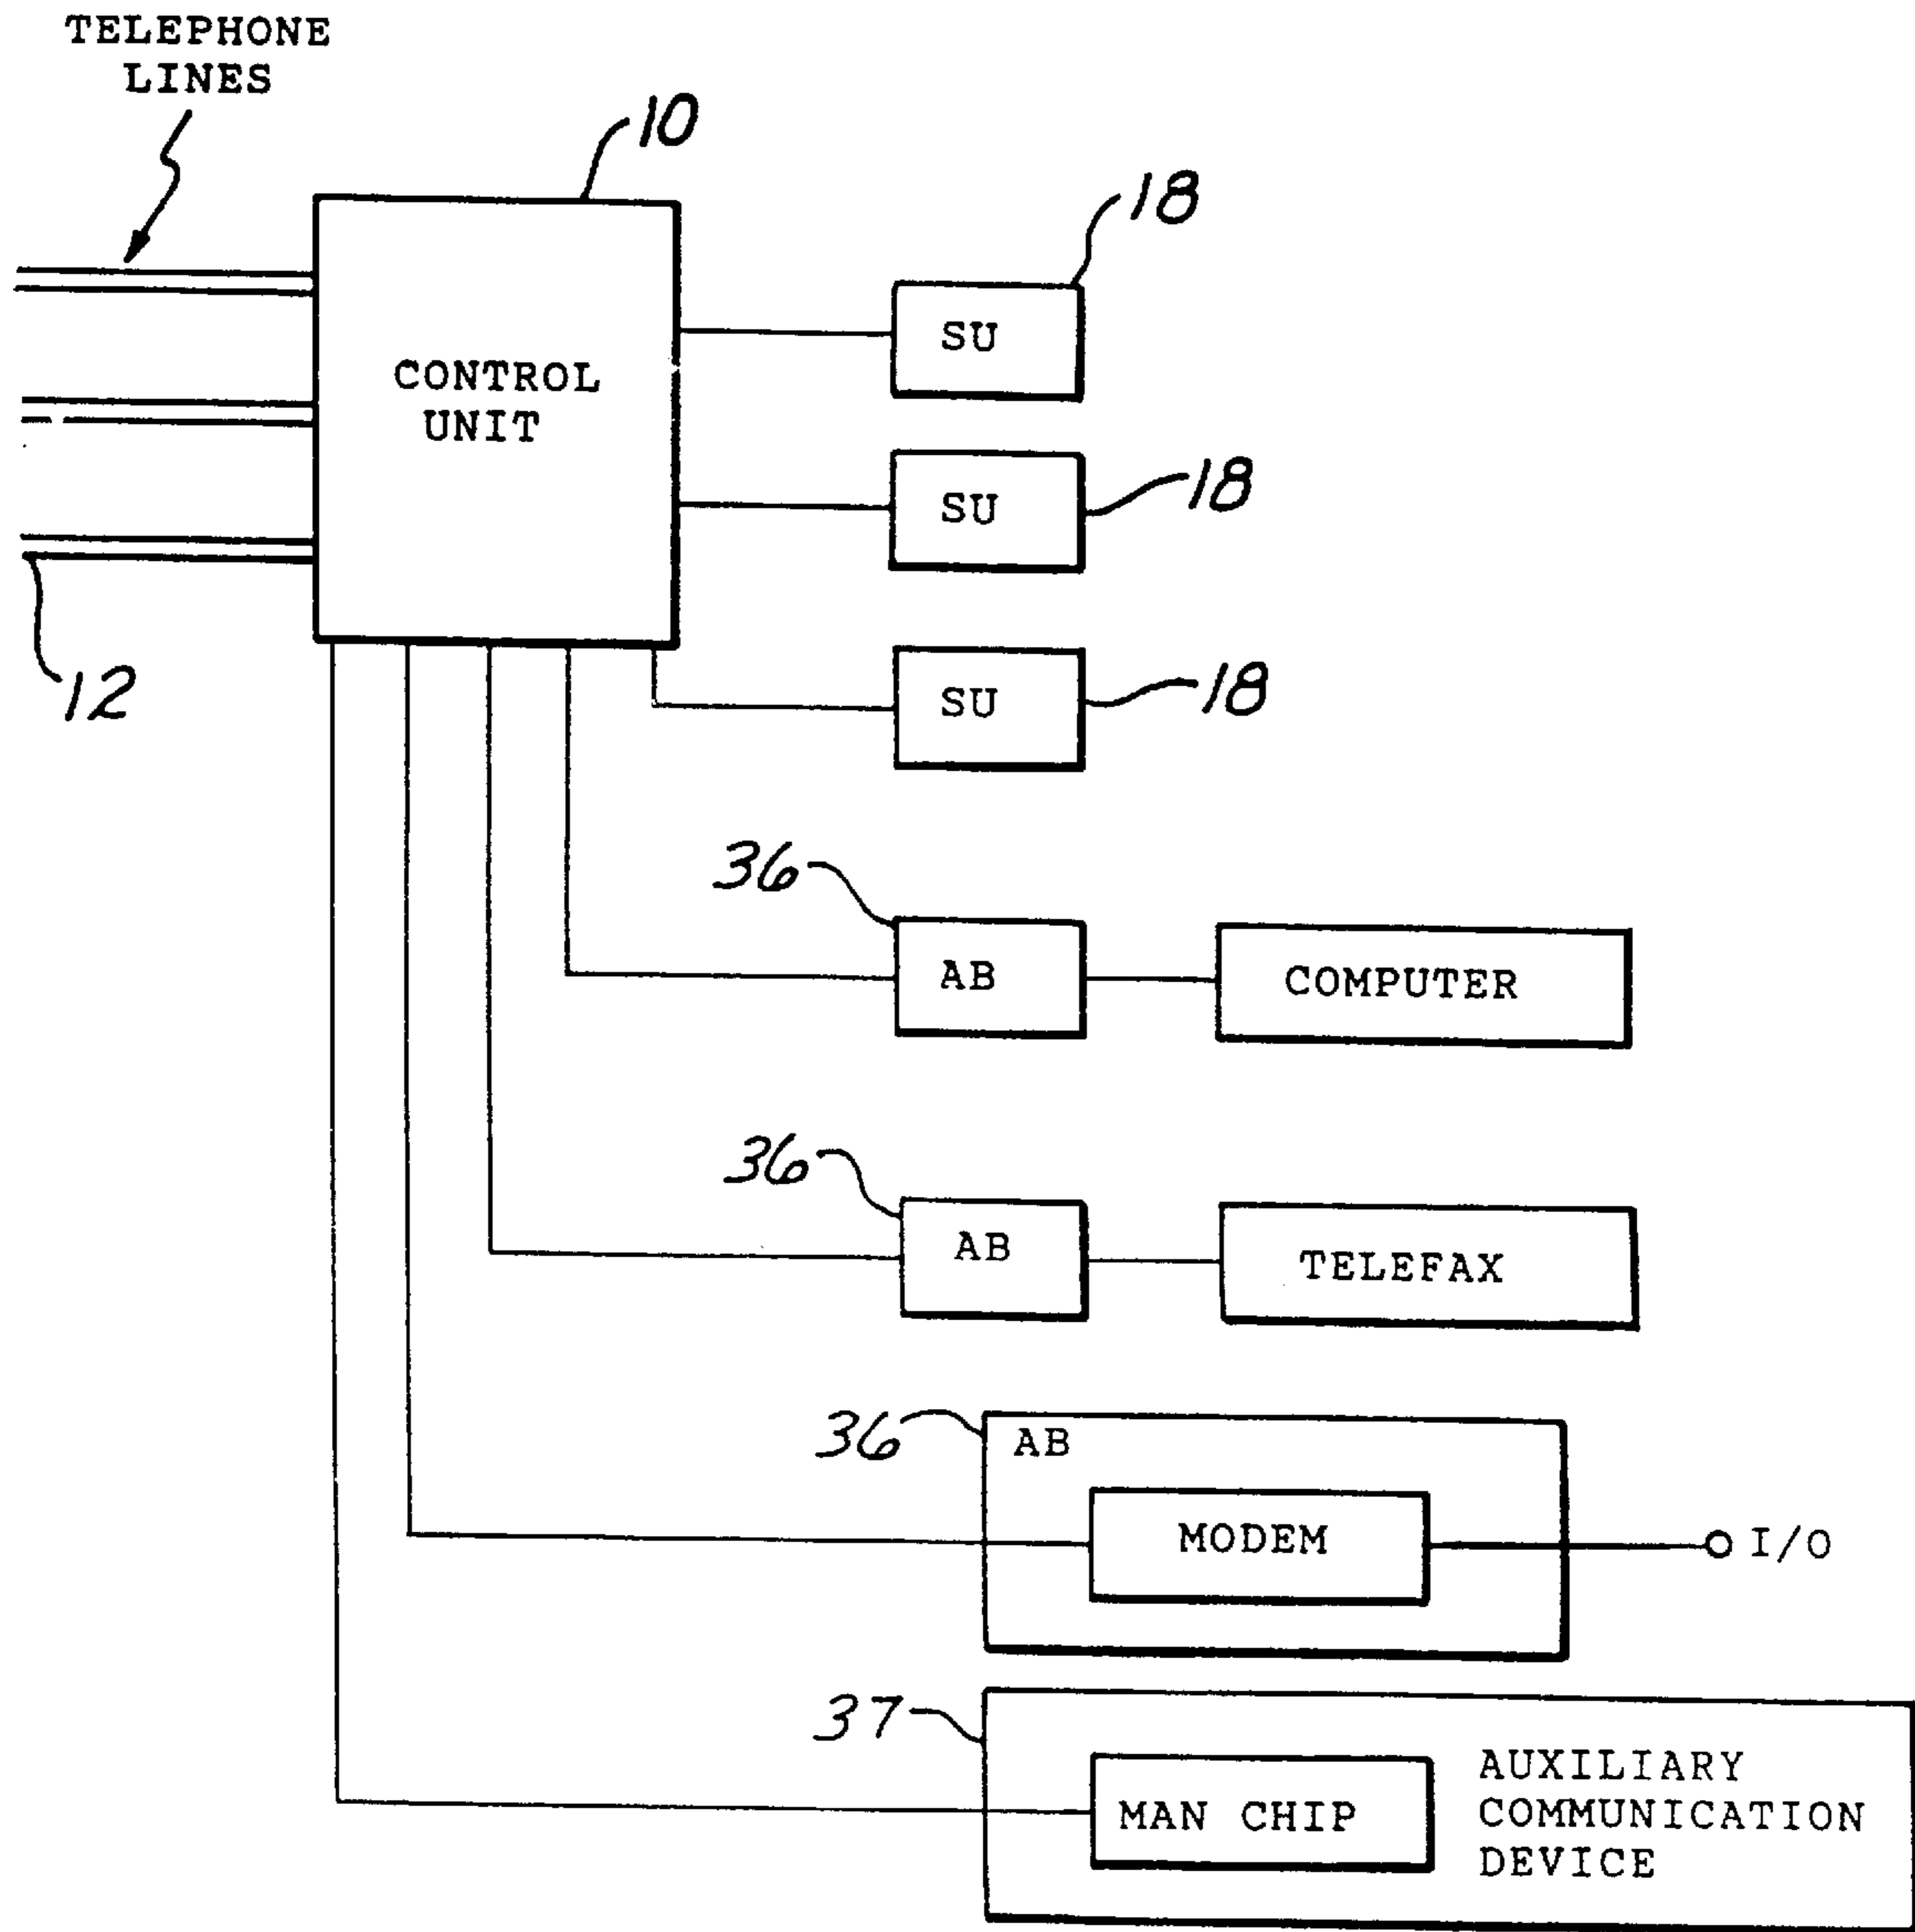 TELEPHONE
LINES
10
18
CONTROL
UNIT
SU
SU
18
12
SU
18
36
AB
COMPUTER
36
AB
TELEFAX
36
AB
MODEM
I/O
37
MAN CHIP
AUXILIARY
COMMUNICATION
DEVICE